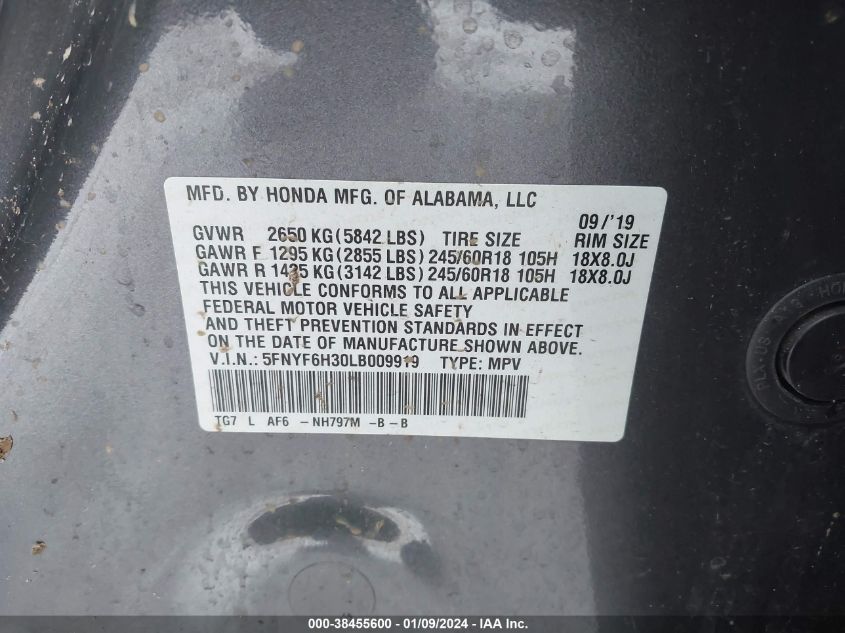 MFD. BY HONDA MFG. OF ALABAMA, LLC
09/'19
GVWR 2650 KG(5842 LBS) TIRE SIZE RIM SIZE
GAWR F 1295 KG(2855 LBS) 245/60R18 105H 18X8.0J
GAWR R 1425 KG(3142 LBS) 245/60R18 105H 18X8.0J
THIS VEHICLE CONFORMS TO ALL APPLICABLE
FEDERAL MOTOR VEHICLE SAFETY
AND THEFT PREVENTION STANDARDS IN EFFECT
ON THE DATE OF MANUFACTURE SHOWN ABOVE.
V.I.N.: 5FNYF6H30LB009919 TYPE: MPV
TG7 L AF6 -NH797M -B-B
000-38455600 - 01/09/2024 - IAA Inc.